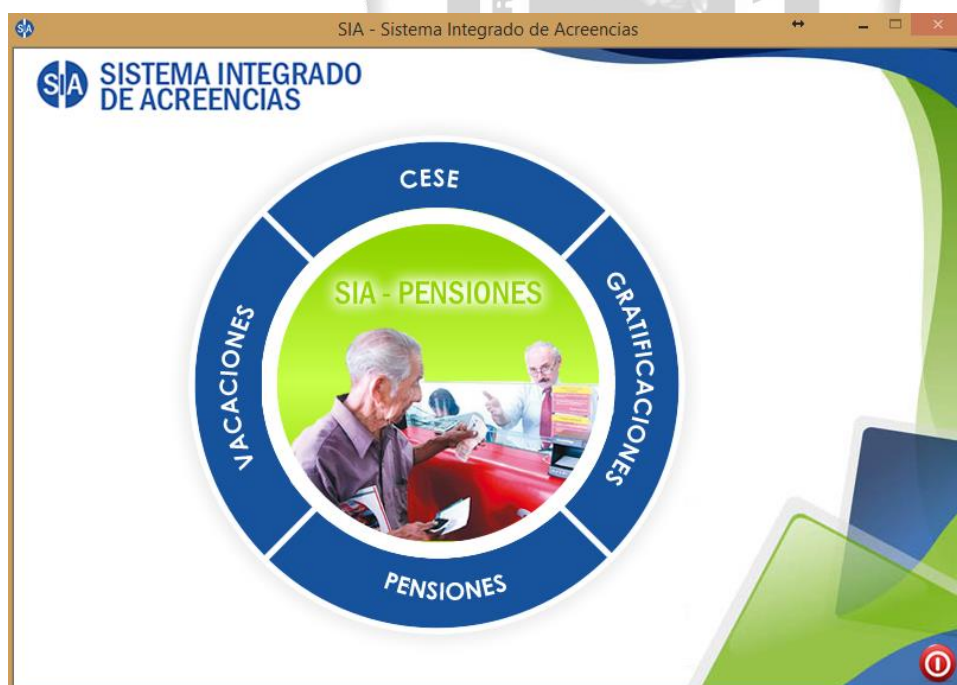 SIA - Sistema Integrado de Acreencias
SIA SISTEMA INTEGRADO
DE ACREENCIAS
CESE
SIA - PENSIONES
GRATIFICACIONES
VACACIONES
PENSIONES